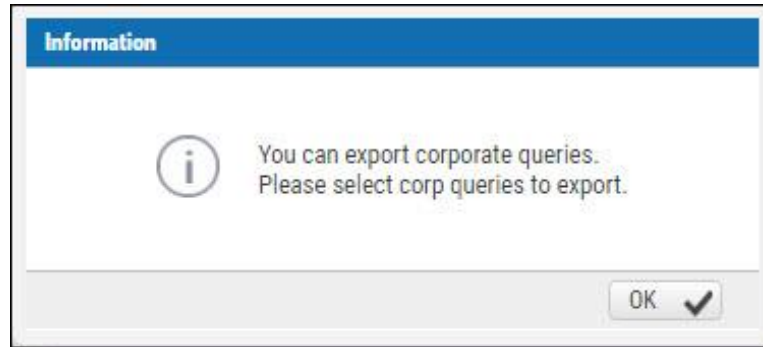 Information
You can export corporate queries.
Please select corp queries to export.
OK